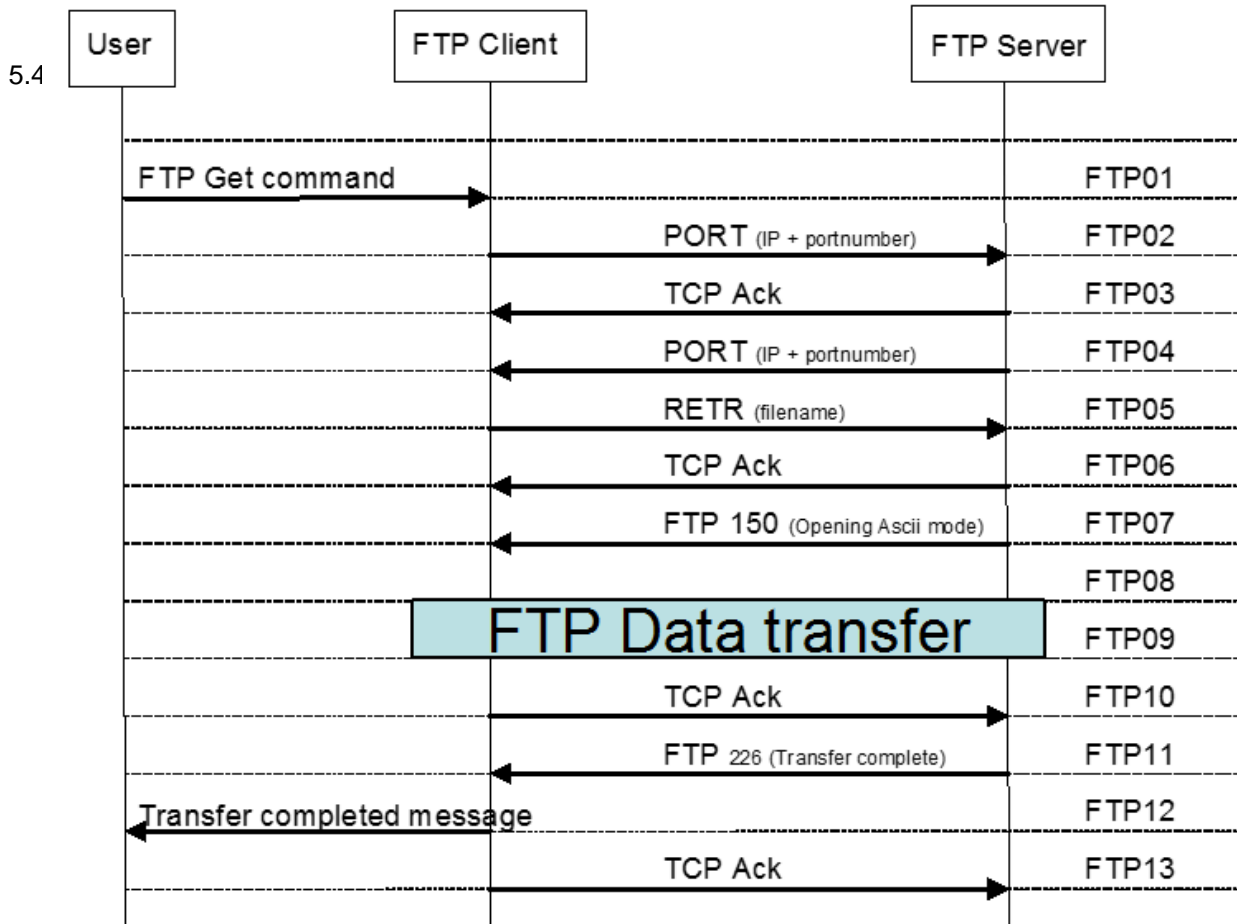 User
FTP Client
FTP Server
5.4
FTP Get command FTP01
PORT (IP + portnumber) FTP02
TCP Ack FTP03
PORT (IP + portnumber) FTP04
RETR (filename) FTP05
TCP Ack FTP06
FTP 150 (Opening Ascii mode) FTP07
FTP08
FTP Data transfer FTP09
TCP Ack FTP10
FTP 226 (Transfer complete) FTP11
Transfer completed message FTP12
TCP Ack FTP13